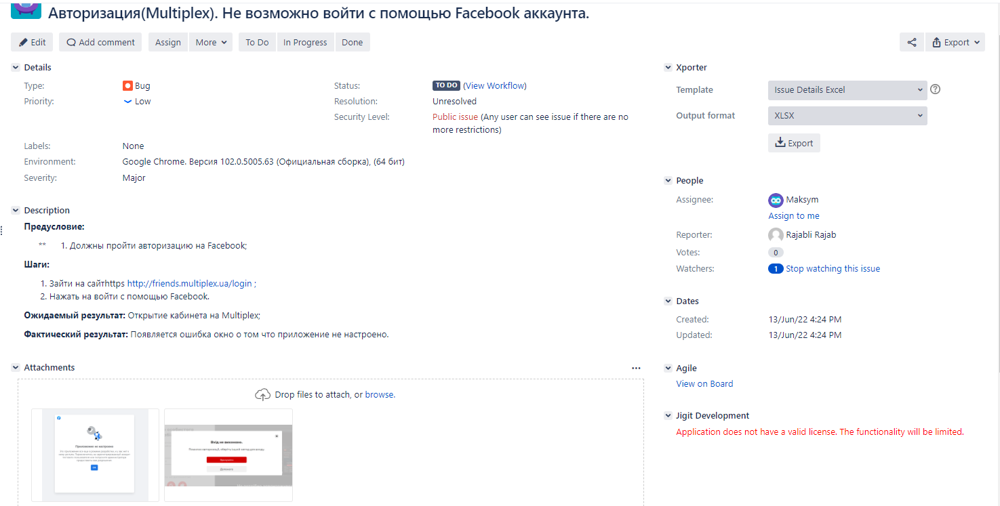 Авторизация(Multiplex). Не возможно войти с помощью Facebook аккаунта.
Edit Add comment Assign More To Do In Progress Done Export
Details
Type: Bug
Status: TO DO (View Workflow)
Priority: Low
Resolution: Unresolved
Security Level: Public issue (Any user can see issue if there are no
more restrictions)
Labels: None
Environment: Google Chrome. Версия 102.0.5005.63 (Официальная сборка), (64 бит)
Severity: Major
Description
Предусловие:
** 1. Должны пройти авторизацию на Facebook;
Шаги:
1. Зайти на сайтhttps http://friends.multiplex.ua/login ;
2. Нажать на войти с помощью Facebook.
Ожидаемый результат: Открытие кабинета на Multiplex;
Фактический результат: Появляется ошибка окно о том что приложение не настроено.
Attachments
Drop files to attach, or browse.
Приложение не настроено
Вхід не виконано.
Xporter
Template Issue Details Excel
Output format XLSX
Export
People
Assignee: Maksym
Assign to me
Reporter: Rajabli Rajab
Votes: 0
Watchers: 1 Stop watching this issue
Dates
Created: 13/Jun/22 4:24 PM
Updated: 13/Jun/22 4:24 PM
Agile
View on Board
Jigit Development
Application does not have a valid license. The functionality will be limited.